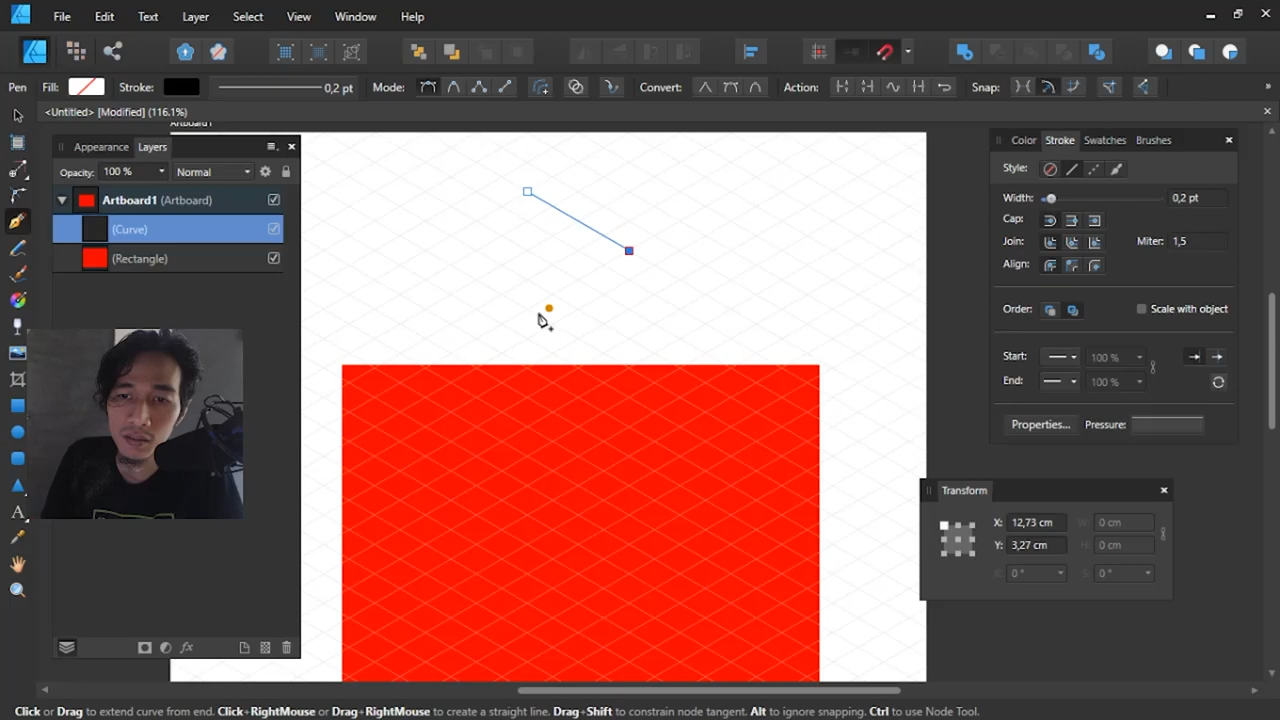 File Edit Text Layer Select View Window Help
Pen Fill: Stroke: 0,2 pt Mode: Convert: Action: Snap:
<Untitled> [Modified] (116.1%)
Artboard1
Appearance Layers
Opacity: 100 % Normal
Artboard1 (Artboard)
(Curve)
(Rectangle)
Color Stroke Swatches Brushes
Style:
Width: 0,2 pt
Cap:
Join: Miter: 1,5
Align:
Order: Scale with object
Start: 100 %
End: 100 %
Properties... Pressure:
Transform
X: 12,73 cm W: 0 cm
Y: 3,27 cm H: 0 cm
R: 0 ° S: 0 °
fx
A
Click or Drag to extend curve from end. Click+RightMouse or Drag+RightMouse to create a straight line. Drag+Shift to constrain node tangent. Alt to ignore snapping. Ctrl to use Node Tool.